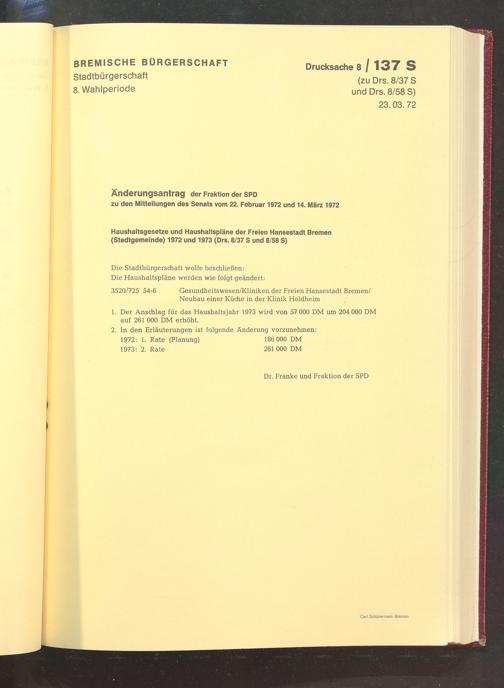 BREMISCHE BÜRGERSCHAFT
Stadtbürgerschaft
8. Wahlperiode
Drucksache 8 / 137 S
(zu Drs. 8/37 S
und Drs. 8/58 S)
23. 03. 72
Änderungsantrag der Fraktion der SPD
zu den Mitteilungen des Senats vom 22. Februar 1972 und 14. März 1972
Haushaltsgesetze und Haushaltspläne der Freien Hansestadt Bremen
(Stadtgemeinde) 1972 und 1973 (Drs. 8/37 S und 8/58 S)
Die Stadtbürgerschaft wolle beschließen:
Die Haushaltspläne werden wie folgt geändert:
3520/725 54-6 Gesundheitswesen/Kliniken der Freien Hansestadt Bremen/
Neubau einer Küche in der Klinik Holdheim
1. Der Anschlag für das Haushaltsjahr 1973 wird von 57 000 DM um 204 000 DM
auf 261 000 DM erhöht.
2. In den Erläuterungen ist folgende Änderung vorzunehmen:
1972: 1. Rate (Planung) 186 000 DM
1973: 2. Rate 261 000 DM
Dr. Franke und Fraktion der SPD
Carl Schünemann Bremen